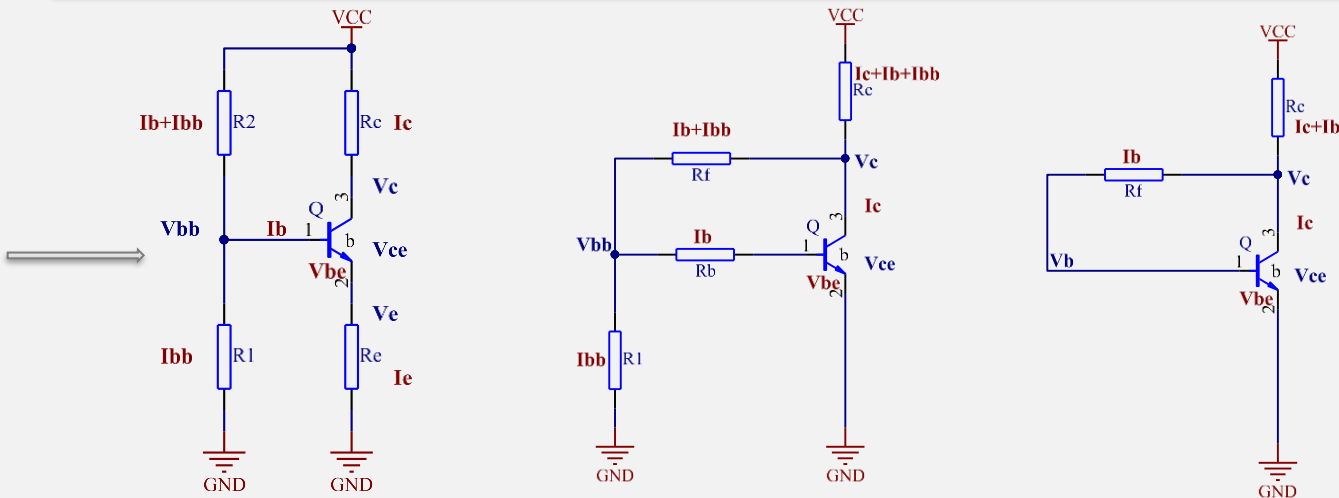 VCC
Ib+Ibb
R2
Rc
Ic
Vc
3
Q
Vbb
Ib
1
b
Vce
Vbe
2
Ve
Ibb
R1
Re
Ie
GND
GND
VCC
Ic+Ib+Ibb
Rc
Ib+Ibb
Rf
Vc
Ic
3
Q
Vbb
Ib
1
b
Rb
Vce
Vbe
2
Ibb
R1
GND
GND
VCC
Rc
Ic+Ib
Ib
Rf
Vc
Ic
3
Q
Vb
1
b
Vce
Vbe
2
GND